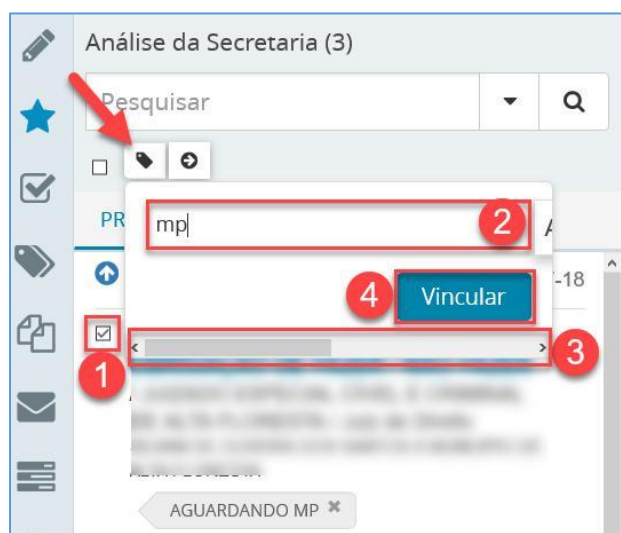 Análise da Secretaria (3)
Pesquisar
PR
mp
2
A
4
Vincular
-18
3
1
AGUARDANDO MP ×